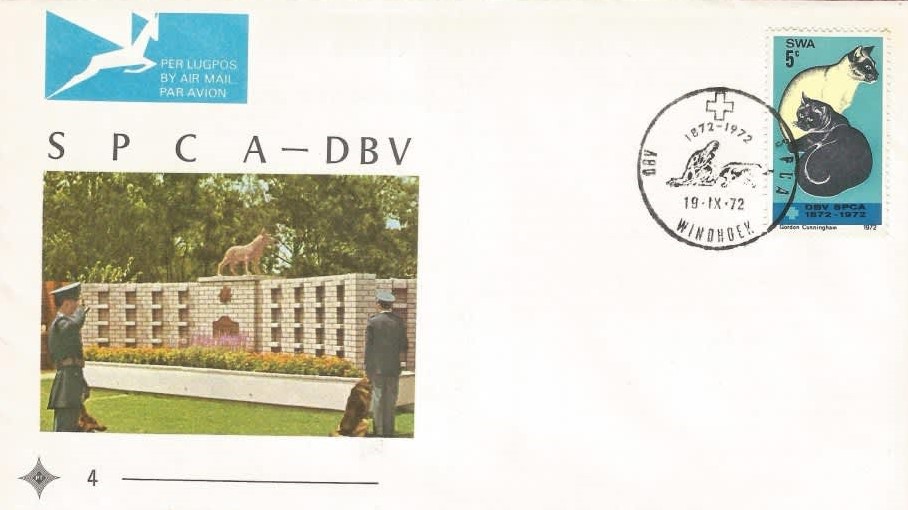 PER LUGPOS
BY AIR MAIL
PAR AVION
S P C A – DBV
SWA
5c
DBV SPCA
1872-1972
Gordon Cunningham 1972
1872-1972
DBV
SPCA
19·IX·72
WINDHOEK
4